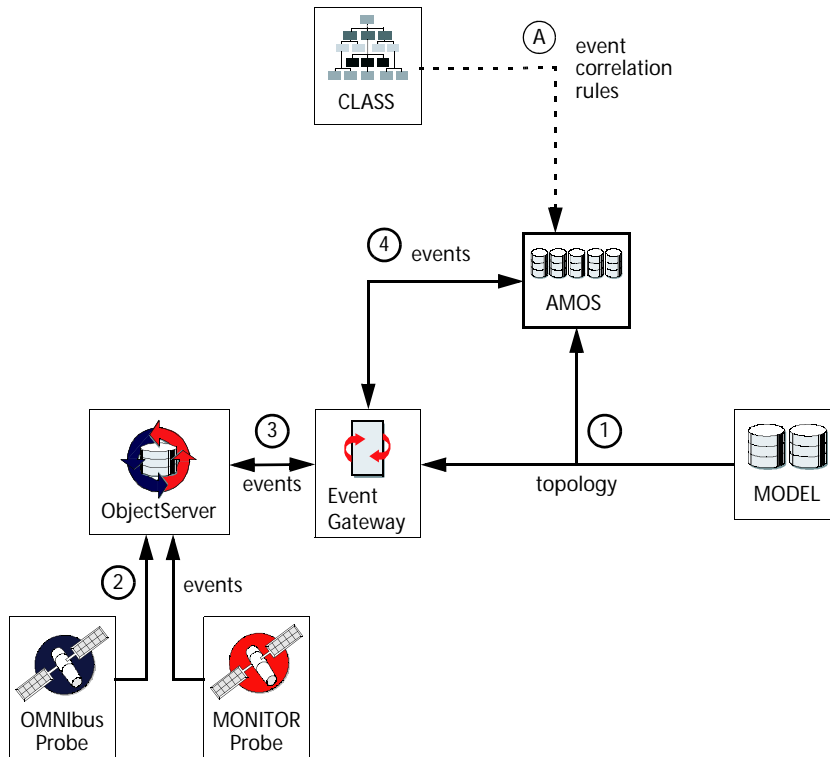 A
event
correlation
rules
CLASS
4
events
AMOS
3
events
1
topology
ObjectServer
Event
Gateway
MODEL
2
events
OMNIbus
Probe
MONITOR
Probe